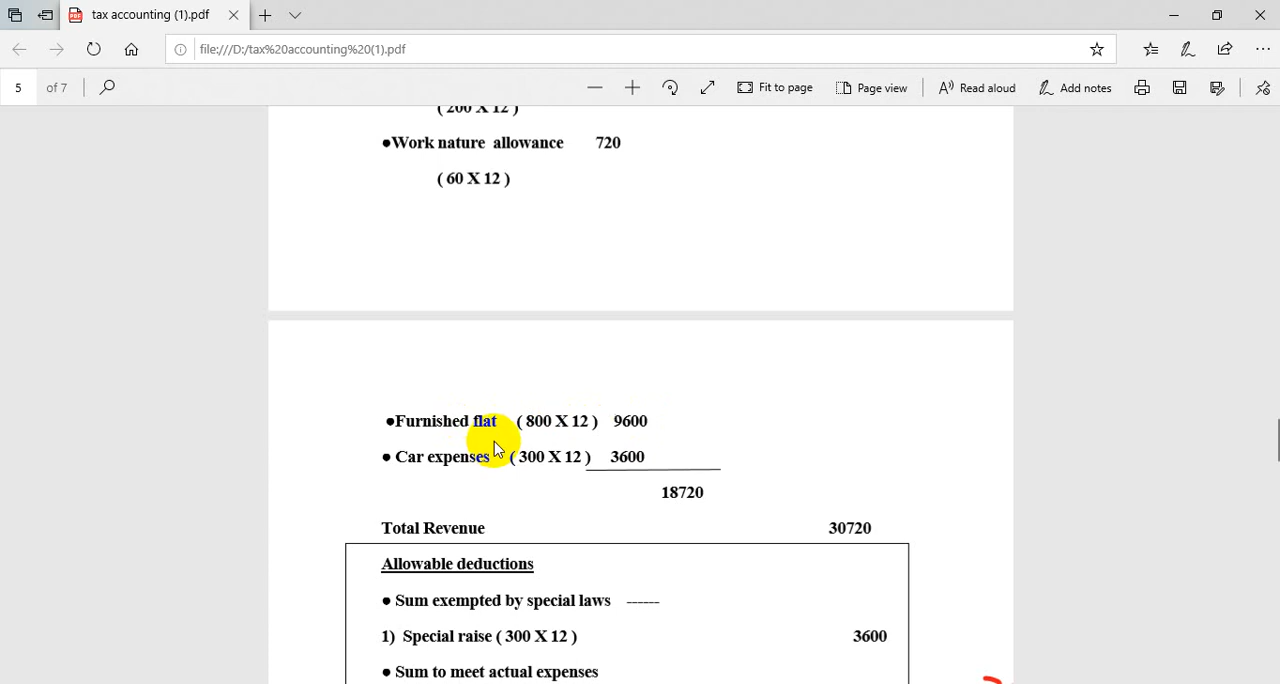 tax accounting (1).pdf
file:///D:/tax%20accounting%20(1).pdf
5 of 7 Fit to page Page view Read aloud Add notes
( 200 X 12 )
●Work nature allowance 720
( 60 X 12 )
●Furnished flat ( 800 X 12 ) 9600
● Car expenses ( 300 X 12 ) 3600
18720
Total Revenue 30720
Allowable deductions
● Sum exempted by special laws ------
1) Special raise ( 300 X 12 ) 3600
● Sum to meet actual expenses